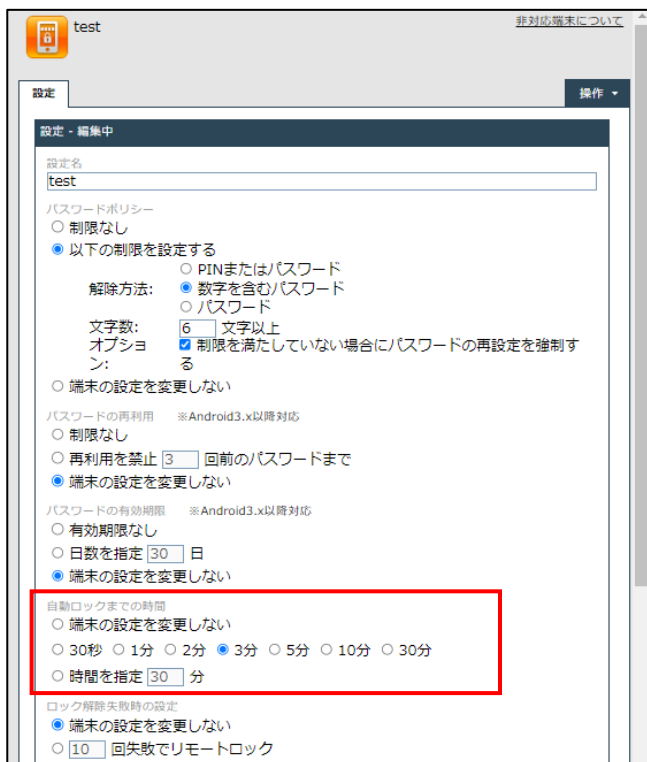 test
非対応端末について
設定
操作
設定 - 編集中
設定名
test
パスワードポリシー
制限なし
以下の制限を設定する
解除方法:
PINまたはパスワード
数字を含むパスワード
パスワード
文字数: 6 文字以上
オプション: 制限を満たしていない場合にパスワードの再設定を強制する
端末の設定を変更しない
パスワードの再利用 ※Android3.x以降対応
制限なし
再利用を禁止 3 回前のパスワードまで
端末の設定を変更しない
パスワードの有効期限 ※Android3.x以降対応
有効期限なし
日数を指定 30 日
端末の設定を変更しない
自動ロックまでの時間
端末の設定を変更しない
30秒 1分 2分 3分 5分 10分 30分
時間を指定 30 分
ロック解除失敗時の設定
端末の設定を変更しない
10 回失敗でリモートロック